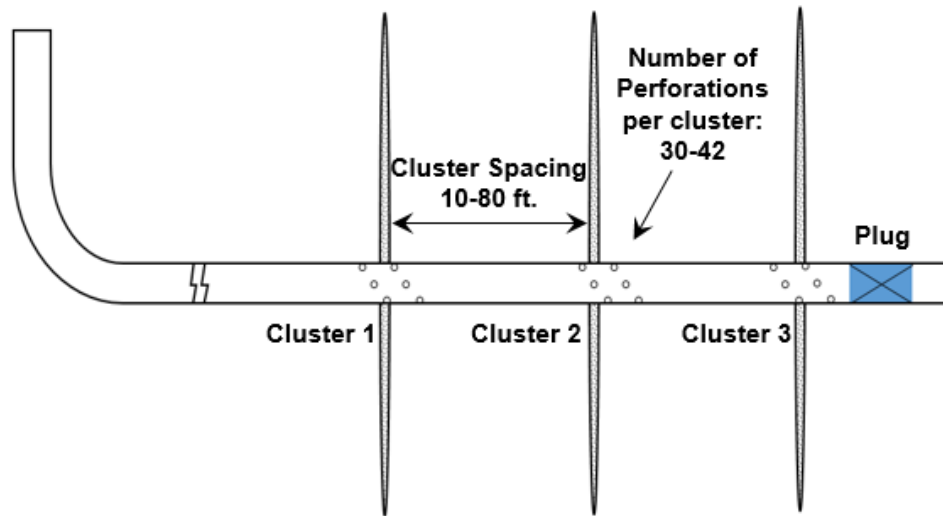 Number of
Perforations
per cluster:
30-42
Cluster Spacing
10-80 ft.
Plug
Cluster 1
Cluster 2
Cluster 3